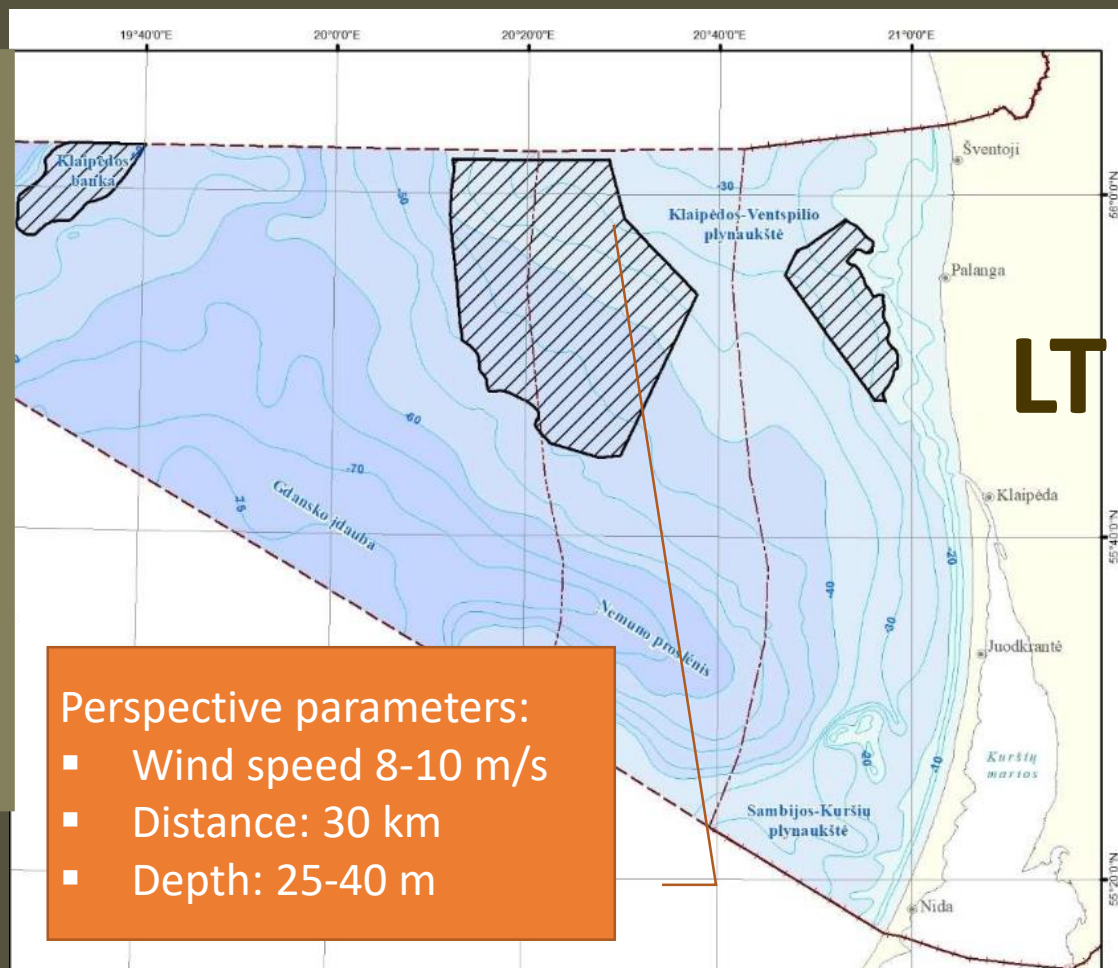 19°40'0"E
20°0'0"E
20°20'0"E
20°40'0"E
21°0'0"E
Klaipėdos
banka
-50
-30
Šventoji
56°0'0"N
Klaipėdos-Ventspilio
plynaukštė
Palanga
LT
-60
-70
-75
Gdansko įdauba
Klaipėda
55°40'0"N
-20
-40
-30
Nemuno proslėnis
Juodkrantė
-20
-10
Kuršių
marios
Sambijos-Kuršių
plynaukštė
55°20'0"N
Nida
Perspective parameters:
▪ Wind speed 8-10 m/s
▪ Distance: 30 km
▪ Depth: 25-40 m